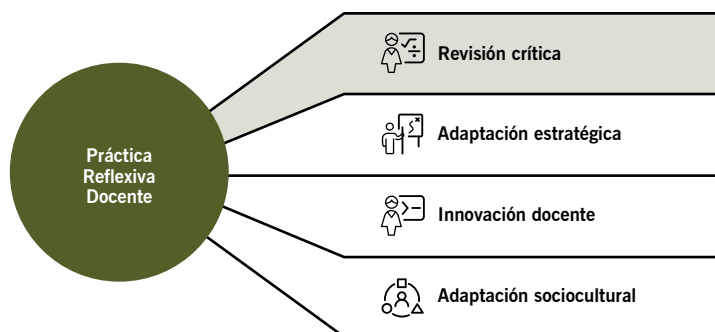 Práctica
Reflexiva
Docente
Revisión crítica
Adaptación estratégica
Innovación docente
Adaptación sociocultural